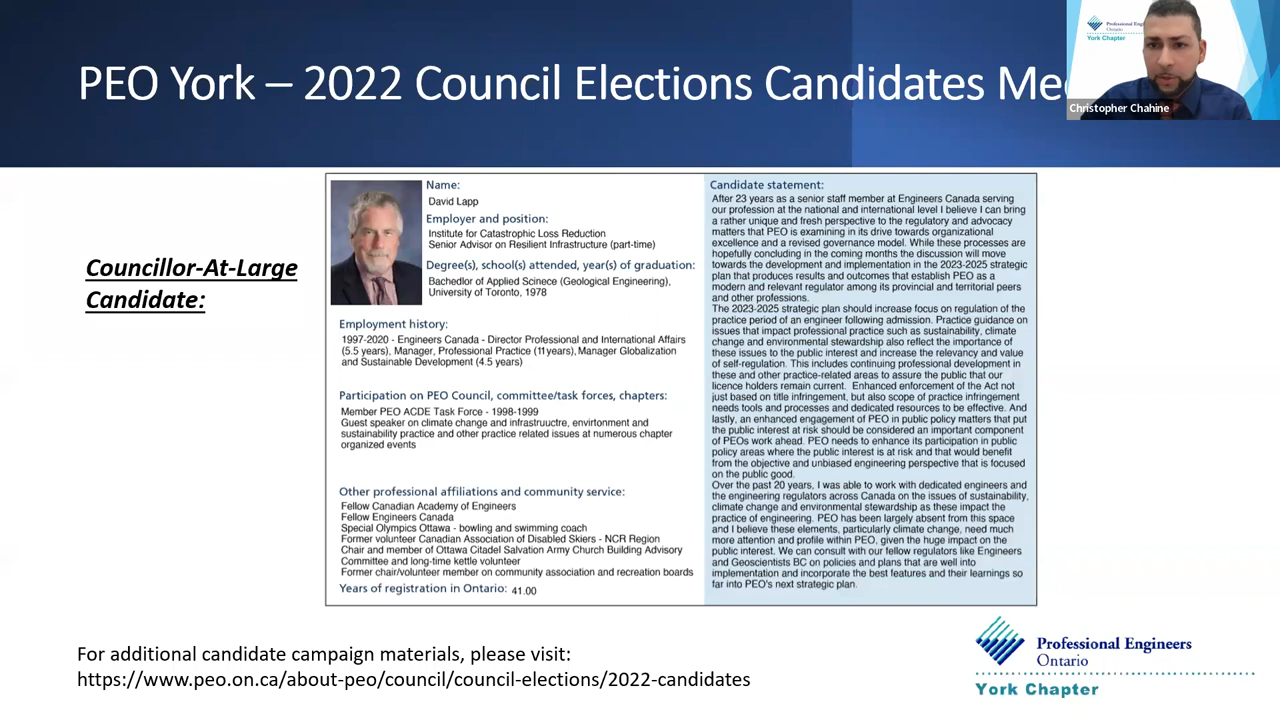 PEO York – 2022 Council Elections Candidates Me
Professional Engi
Ontario
York Chapter
Christopher Chahine
Councillor-At-Large
Candidate:
Name:
David Lapp
Employer and position:
Institute for Catastrophic Loss Reduction
Senior Advisor on Resilient Infrastructure (part-time)
Degree(s), school(s) attended, year(s) of graduation:
Bachedlor of Applied Scinece (Geological Engineering),
University of Toronto, 1978
Employment history:
1997-2020 - Engineers Canada - Director Professional and International Affairs
(5.5 years), Manager, Professional Practice (11years), Manager Globalization
and Sustainable Development (4.5 years)
Participation on PEO Council, committee/task forces, chapters:
Member PEO ACDE Task Force - 1998-1999
Guest speaker on climate change and infrastruuctre, envirtonment and
sustainability practice and other practice related issues at numerous chapter
organized events
Other professional affiliations and community service:
Fellow Canadian Academy of Engineers
Fellow Engineers Canada
Special Olympics Ottawa - bowling and swimming coach
Former volunteer Canadian Association of Disabled Skiers - NCR Region
Chair and member of Ottawa Citadel Salvation Army Church Building Advisory
Committee and long-time kettle volunteer
Former chair/volunteer member on community association and recreation boards
Years of registration in Ontario: 41.00
Candidate statement:
After 23 years as a senior staff member at Engineers Canada serving
our profession at the national and international level I believe I can bring
a rather unique and fresh perspective to the regulatory and advocacy
matters that PEO is examining in its drive towards organizational
excellence and a revised governance model. While these processes are
hopefully concluding in the coming months the discussion will move
towards the development and implementation in the 2023-2025 strategic
plan that produces results and outcomes that establish PEO as a
modern and relevant regulator among its provincial and territorial peers
and other professions.
The 2023-2025 strategic plan should increase focus on regulation of the
practice period of an engineer following admission. Practice guidance on
issues that impact professional practice such as sustainability, climate
change and environmental stewardship also reflect the importance of
these issues to the public interest and increase the relevancy and value
of self-regulation. This includes continuing professional development in
these and other practice-related areas to assure the public that our
licence holders remain current. Enhanced enforcement of the Act not
just based on title infringement, but also scope of practice infringement
needs tools and processes and dedicated resources to be effective. And
lastly, an enhanced engagement of PEO in public policy matters that put
the public interest at risk should be considered an important component
of PEOs work ahead. PEO needs to enhance its participation in public
policy areas where the public interest is at risk and that would benefit
from the objective and unbiased engineering perspective that is focused
on the public good.
Over the past 20 years, I was able to work with dedicated engineers and
the engineering regulators across Canada on the issues of sustainability,
climate change and environmental stewardship as these impact the
practice of engineering. PEO has been largely absent from this space
and I believe these elements, particularly climate change, need much
more attention and profile within PEO, given the huge impact on the
public interest. We can consult with our fellow regulators like Engineers
and Geoscientists BC on policies and plans that are well into
implementation and incorporate the best features and their learnings so
far into PEO's next strategic plan.
For additional candidate campaign materials, please visit:
https://www.peo.on.ca/about-peo/council/council-elections/2022-candidates
Professional Engineers
Ontario
York Chapter